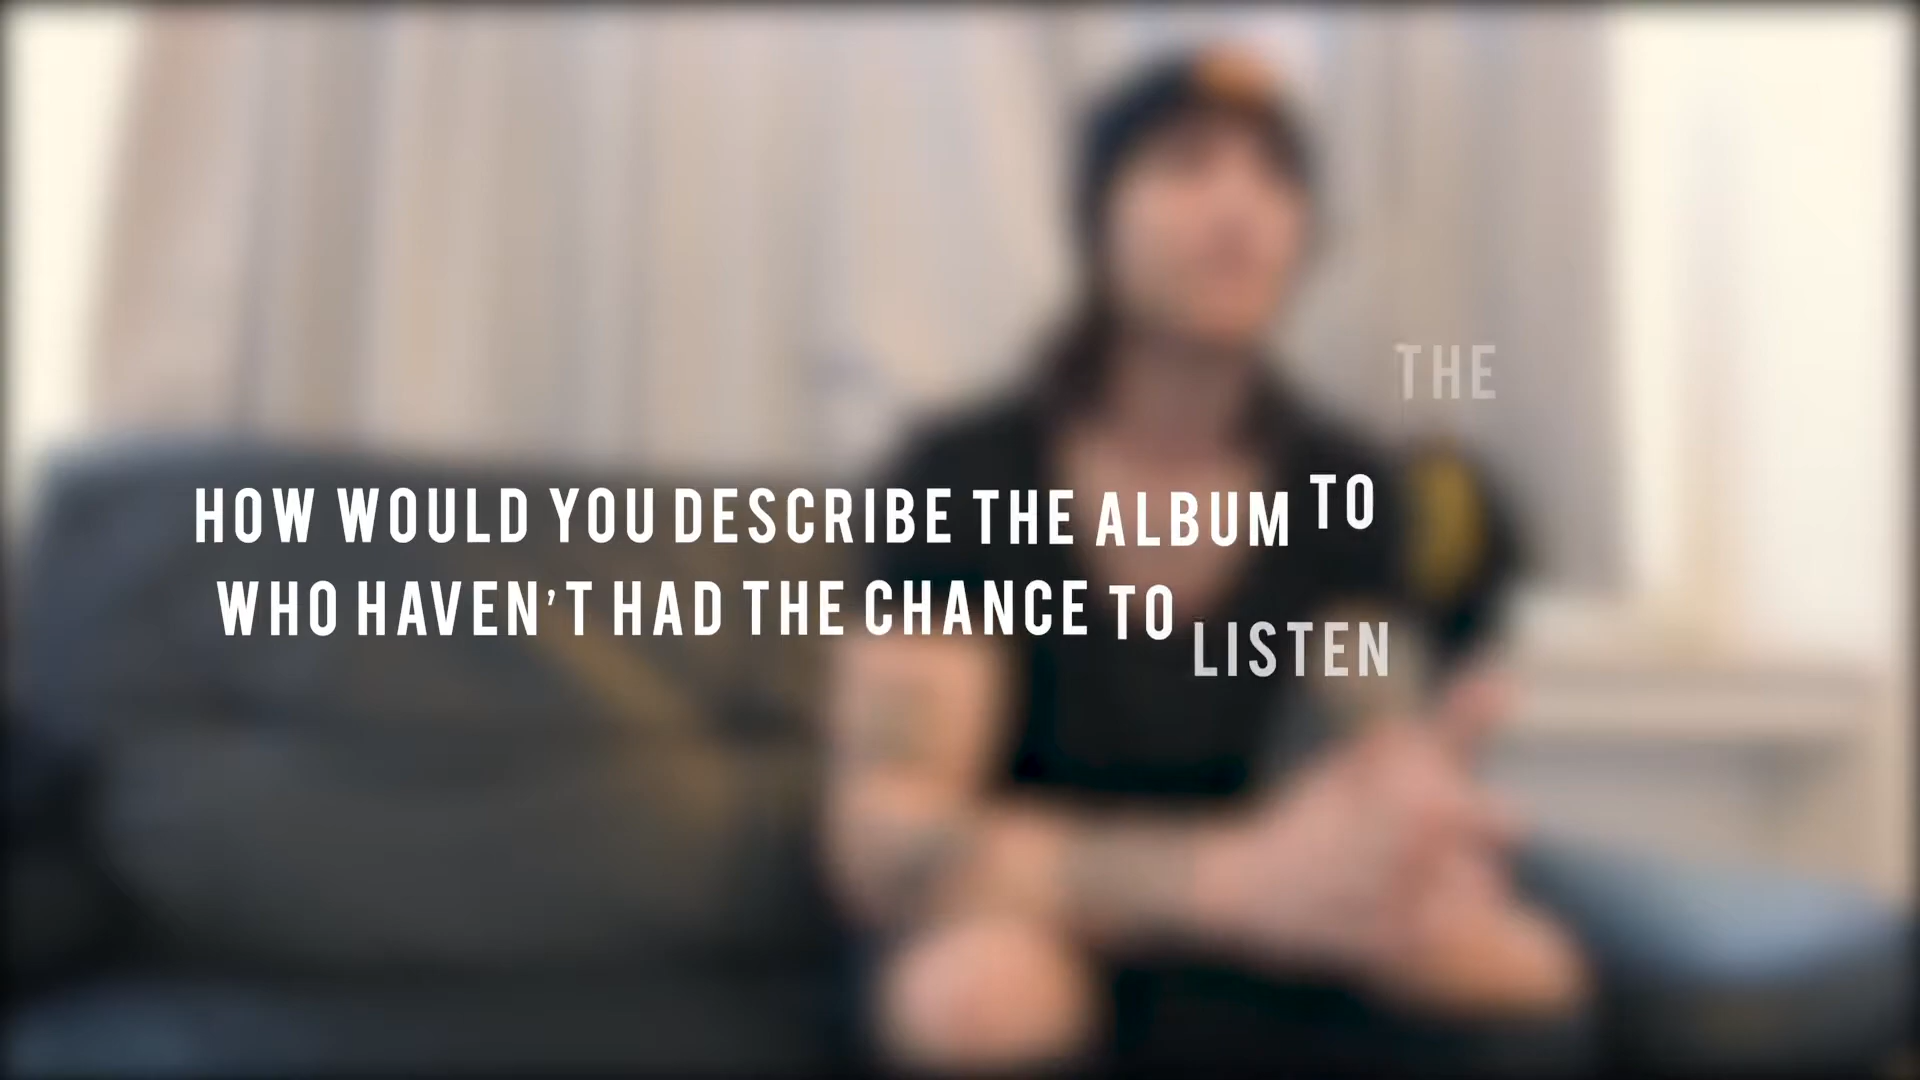 HOW WOULD YOU DESCRIBE THE ALBUM TO THE
WHO HAVEN'T HAD THE CHANCE TO LISTEN